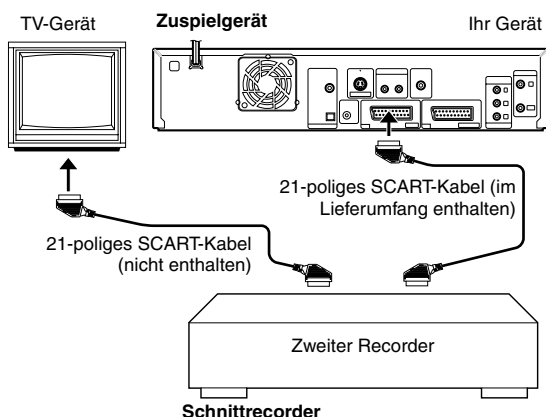 TV-Gerät
Zuspielgerät
Ihr Gerät
21-poliges SCART-Kabel (im
Lieferumfang enthalten)
21-poliges SCART-Kabel
(nicht enthalten)
Zweiter Recorder
Schnittrecorder